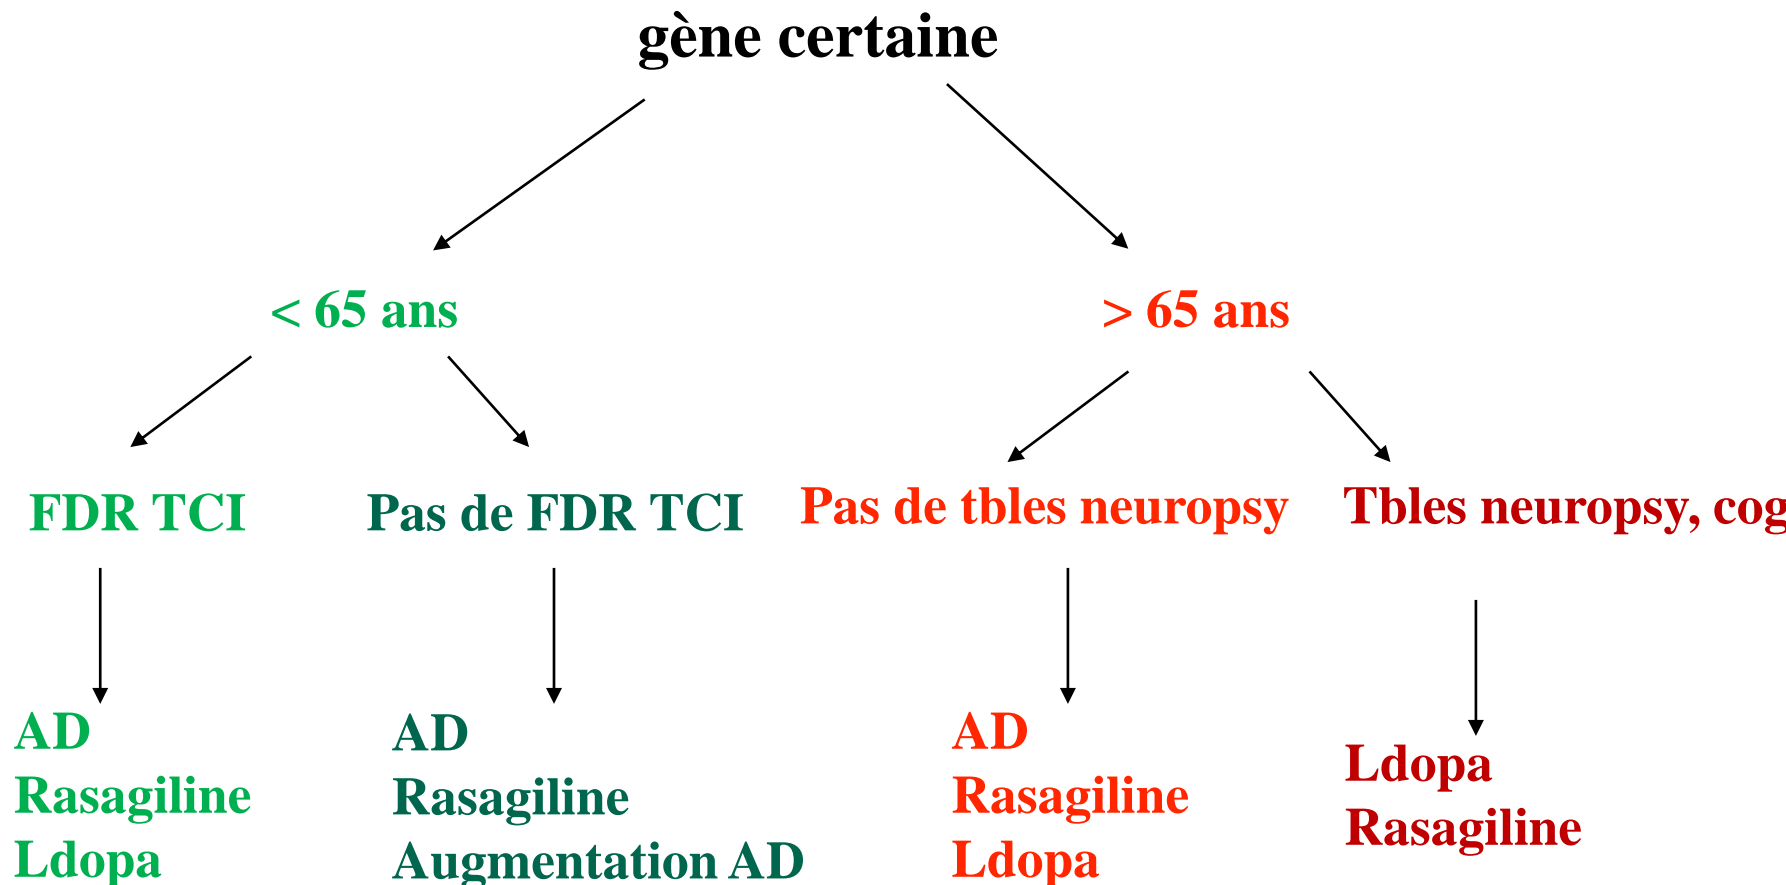 gène certaine
< 65 ans
> 65 ans
FDR TCI
Pas de FDR TCI
Pas de tbles neuropsy
Tbles neuropsy, cog
AD
Rasagiline
Ldopa
AD
Rasagiline
Augmentation AD
AD
Rasagiline
Ldopa
Ldopa
Rasagiline